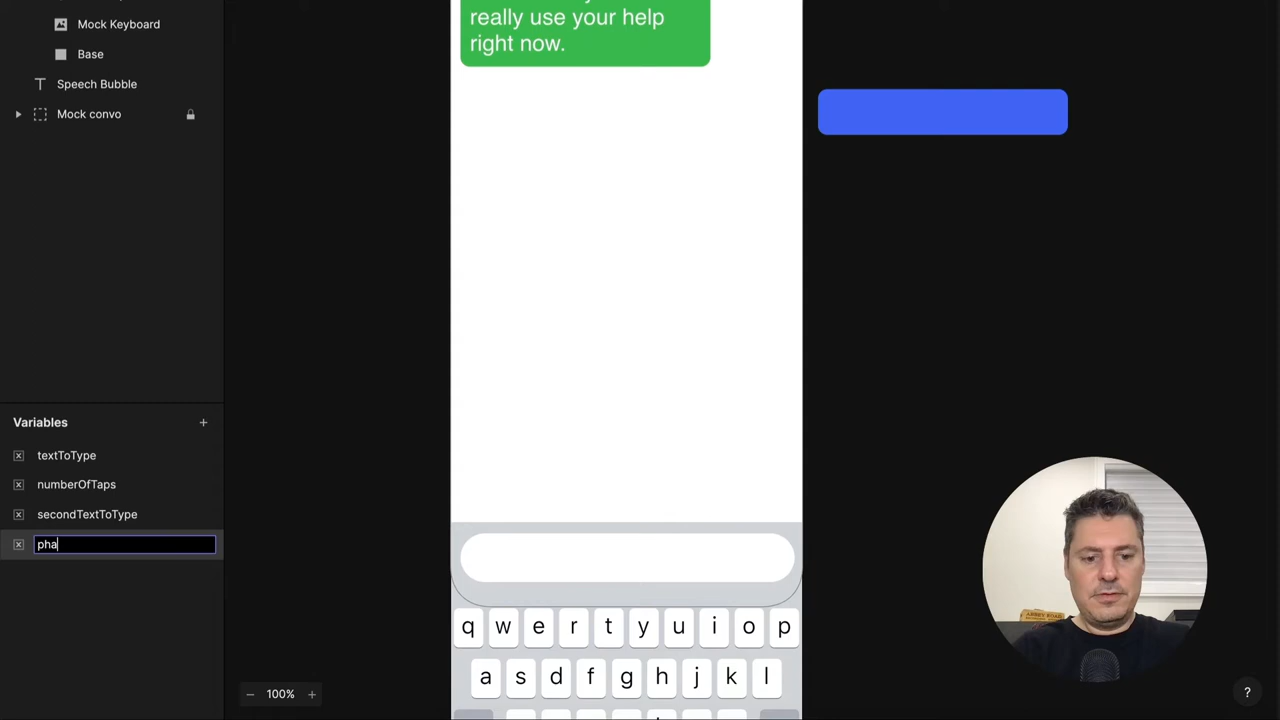 Mock Keyboard
Base
Speech Bubble
Mock convo
really use your help
right now.
Variables
+
textToType
numberOfTaps
secondTextToType
pha
q w e r t y u i o p
a s d f g h j k l
− 100% +
?